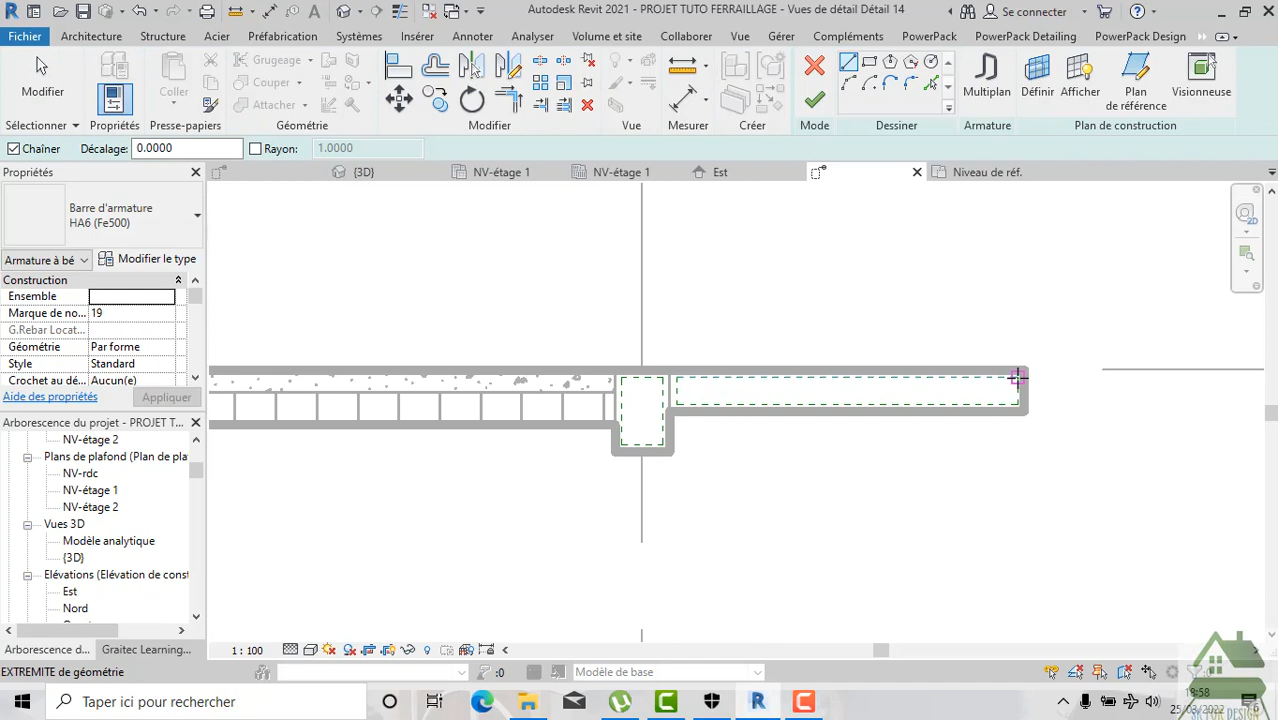 Autodesk Revit 2021 - PROJET TUTO FERRAILLAGE - Vues de détail Détail 14
Se connecter
Fichier Architecture Structure Acier Préfabrication Systèmes Insérer Annoter Analyser Volume et site Collaborer Vue Gérer Compléments PowerPack PowerPack Detailing PowerPack Design
Modifier
Coller
Grugeage
Couper
Attacher
Multiplan
Définir
Afficher
Plan
de référence
Visionneuse
Sélectionner Propriétés Presse-papiers Géométrie Modifier Vue Mesurer Créer Mode Dessiner Armature Plan de construction
Chaîner Décalage: 0.0000 Rayon: 1.0000
Propriétés
{3D} NV-étage 1 NV-étage 1 Est Niveau de réf.
Barre d'armature
HA6 (Fe500)
Armature à bé Modifier le type
Construction
Ensemble
Marque de no... 19
G.Rebar Locat...
Géométrie Par forme
Style Standard
Crochet au dé... Aucun(e)
Aide des propriétés Appliquer
Arborescence du projet - PROJET T...
NV-étage 2
Plans de plafond (Plan de pla
NV-rdc
NV-étage 1
NV-étage 2
Vues 3D
Modèle analytique
{3D}
Elévations (Elévation de const
Est
Nord
Arborescence d... Graitec Learning...
1 : 100
EXTREMITE de géométrie :0 Modèle de base
Taper ici pour rechercher
19:58
25/03/2022